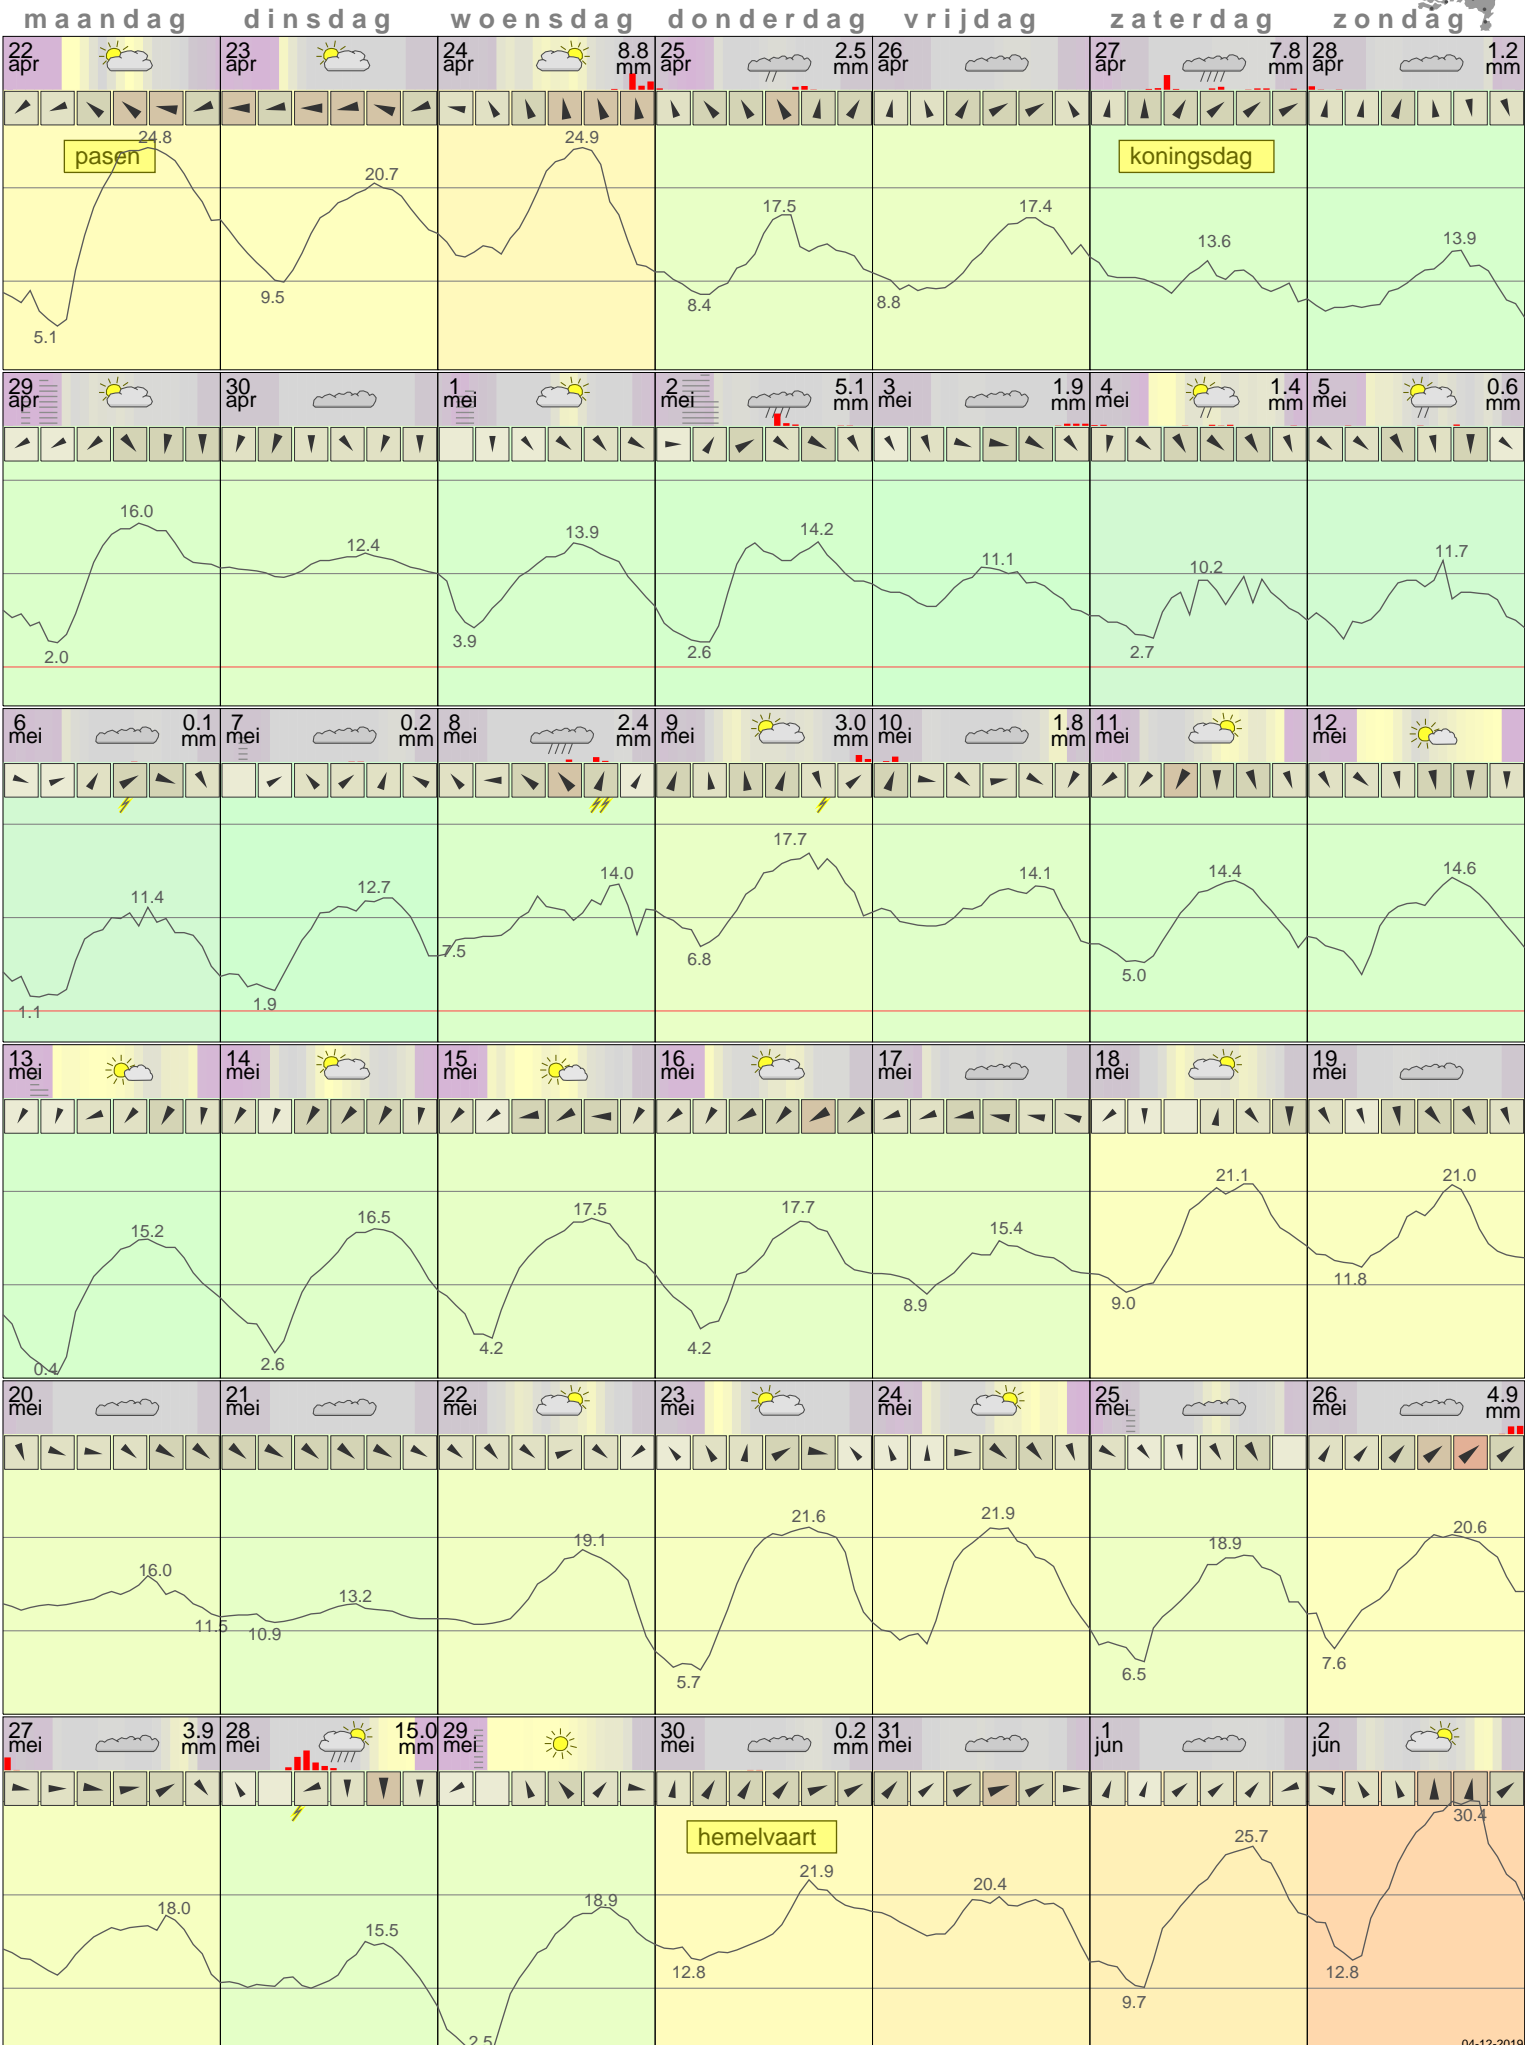 maandag dinsdag woensdag donderdag vrijdag zaterdag zondag
22 apr 23 apr 24 apr 8.8 mm 25 apr 2.5 mm 26 apr 27 apr 7.8 mm 28 apr 1.2 mm
pasen koningsdag
24.8 20.7 24.9 17.5 17.4 13.6 13.9
5.1 9.5 8.4 8.8
29 apr 30 apr 1 mei 2 mei 5.1 mm 3 mei 1.9 mm 4 mei 1.4 mm 5 mei 0.6 mm
16.0 12.4 13.9 14.2 11.1 10.2 11.7
2.0 3.9 2.6 2.7
6 mei 0.1 mm 7 mei 0.2 mm 8 mei 2.4 mm 9 mei 3.0 mm 10 mei 1.8 mm 11 mei 12 mei
11.4 12.7 14.0 17.7 14.1 14.4 14.6
1.1 1.9 7.5 6.8 5.0
13 mei 14 mei 15 mei 16 mei 17 mei 18 mei 19 mei
15.2 16.5 17.5 17.7 15.4 21.1 21.0
0.4 2.6 4.2 4.2 8.9 9.0 11.8
20 mei 21 mei 22 mei 23 mei 24 mei 25 mei 26 mei 4.9 mm
16.0 13.2 19.1 21.6 21.9 18.9 20.6
11.5 10.9 5.7 6.5 7.6
27 mei 3.9 mm 28 mei 15.0 mm 29 mei 30 mei 0.2 mm 31 mei 1 jun 2 jun
hemelvaart
18.0 15.5 18.9 21.9 20.4 25.7 30.4
2.5 12.8 9.7 12.8
04-12-2019